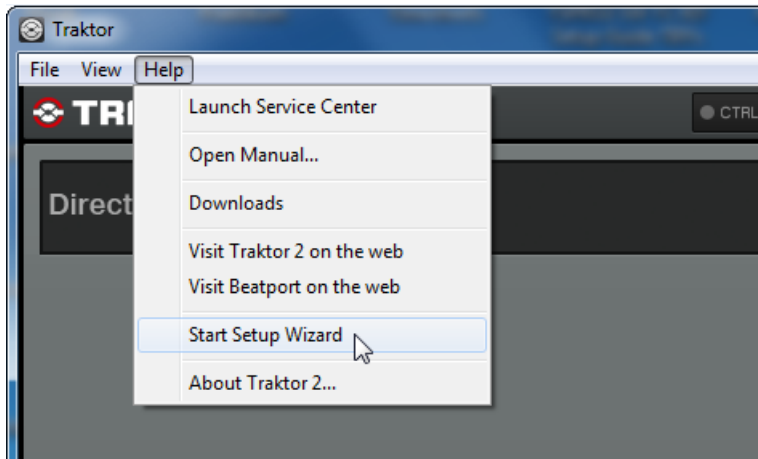 Traktor
File View Help
TR
CTRL
Launch Service Center
Open Manual...
Direct
Downloads
Visit Traktor 2 on the web
Visit Beatport on the web
Start Setup Wizard
About Traktor 2...